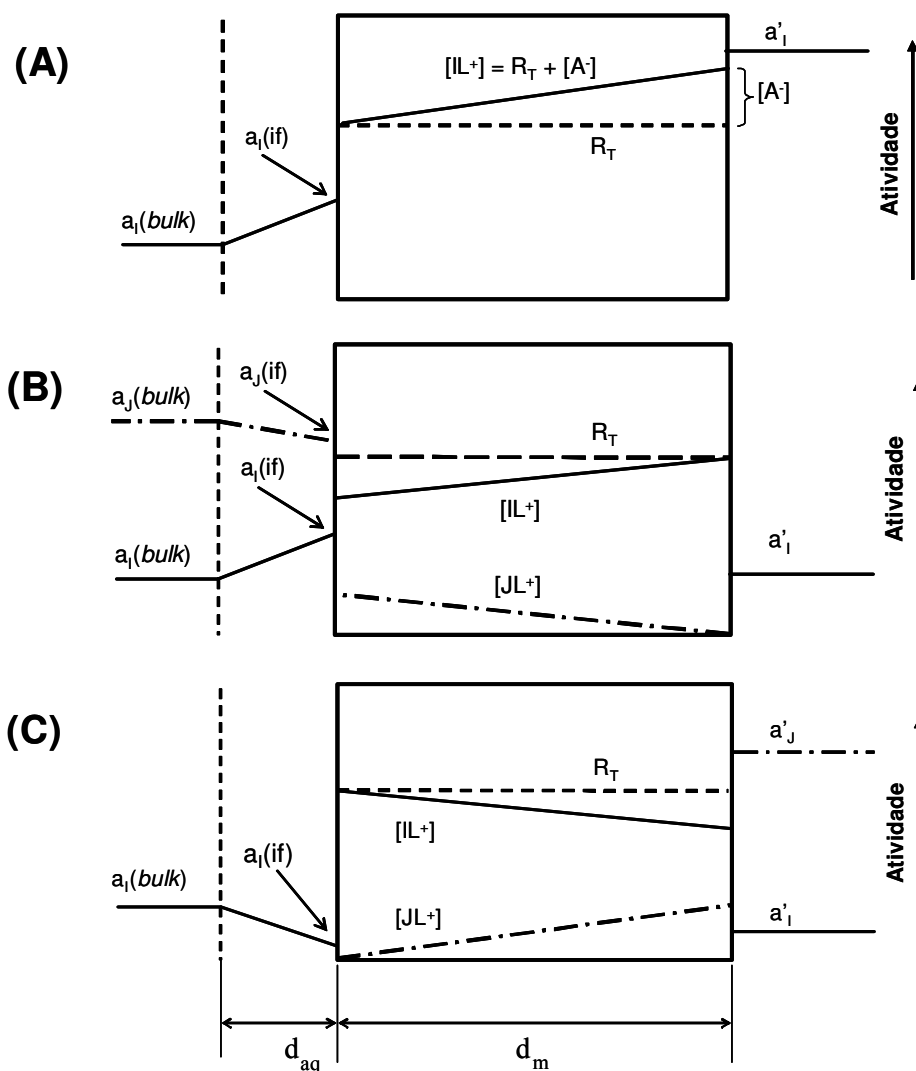 (A)
a'I
[IL⁺] = RT + [A⁻]
[A⁻]
RT
aI(if)
aI(bulk)
Atividade
(B)
aJ(bulk)
aJ(if)
RT
aI(if)
[IL⁺]
aI(bulk)
a'I
[JL⁺]
Atividade
(C)
a'J
RT
[IL⁺]
aI(if)
aI(bulk)
[JL⁺]
a'I
Atividade
daq
dm